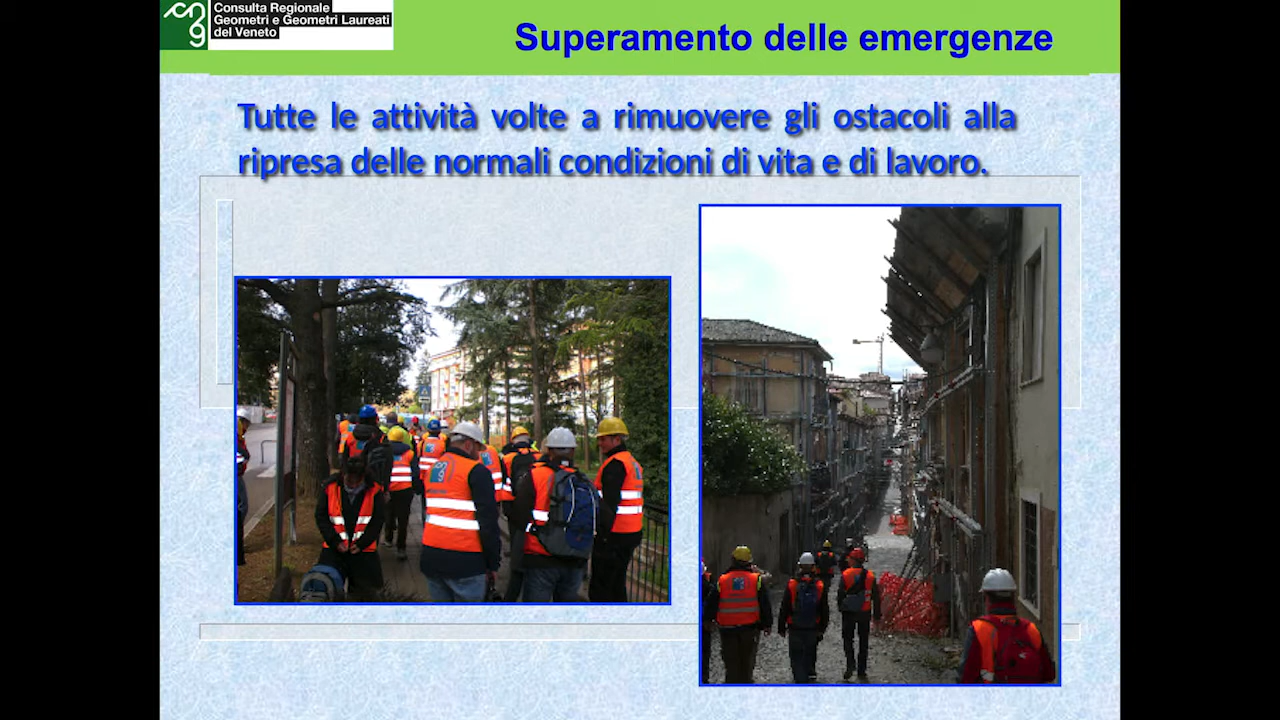 Consulta Regionale
Geometri e Geometri Laureati
del Veneto
Superamento delle emergenze
Tutte le attività volte a rimuovere gli ostacoli alla
ripresa delle normali condizioni di vita e di lavoro.